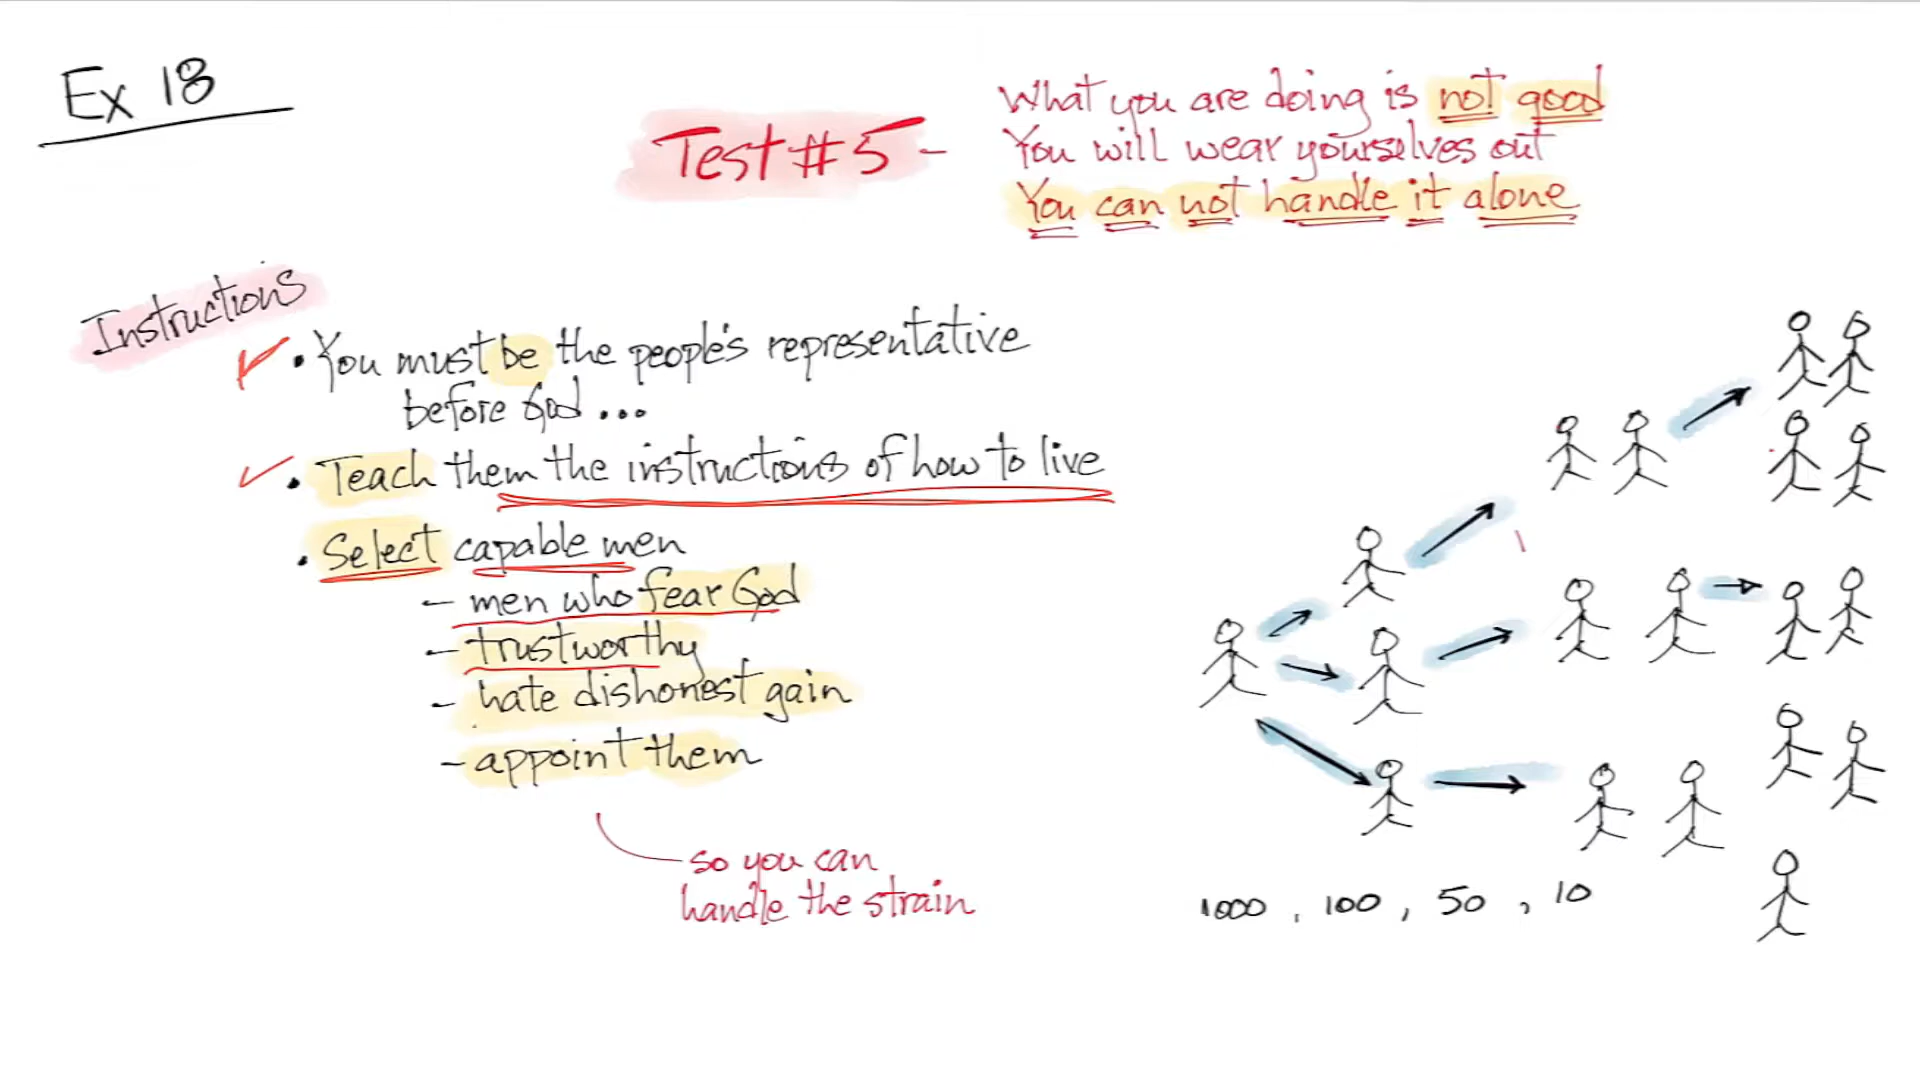 Ex 18
Test #5 -
What you are doing is not good
You will wear yourselves out
You can not handle it alone
Instructions
• You must be the people's representative
before God ...
• Teach them the instructions of how to live
• Select capable men
- men who fear God
- trustworthy
- hate dishonest gain
- appoint them
so you can
handle the strain
1000 , 100 , 50 , 10